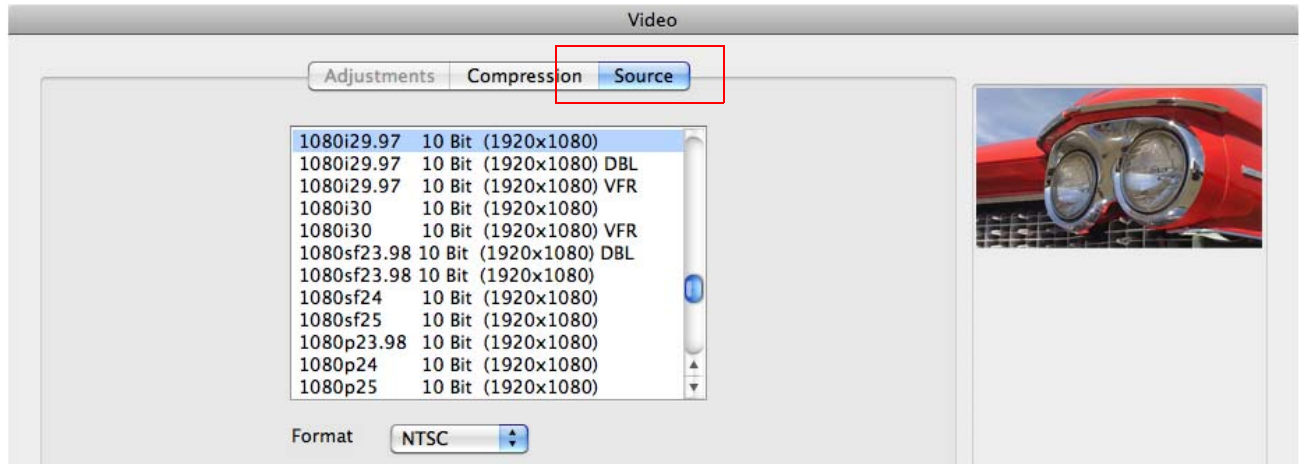 Video
Adjustments Compression Source
1080i29.97 10 Bit (1920x1080)
1080i29.97 10 Bit (1920x1080) DBL
1080i29.97 10 Bit (1920x1080) VFR
1080i30 10 Bit (1920x1080)
1080i30 10 Bit (1920x1080) VFR
1080sf23.98 10 Bit (1920x1080) DBL
1080sf23.98 10 Bit (1920x1080)
1080sf24 10 Bit (1920x1080)
1080sf25 10 Bit (1920x1080)
1080p23.98 10 Bit (1920x1080)
1080p24 10 Bit (1920x1080)
1080p25 10 Bit (1920x1080)
Format NTSC